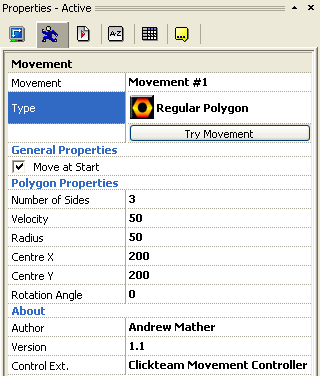 Properties - Active
A-Z
Movement
Movement Movement #1
Type Regular Polygon
Try Movement
General Properties
Move at Start
Polygon Properties
Number of Sides 3
Velocity 50
Radius 50
Centre X 200
Centre Y 200
Rotation Angle 0
About
Author Andrew Mather
Version 1.1
Control Ext. Clickteam Movement Controller